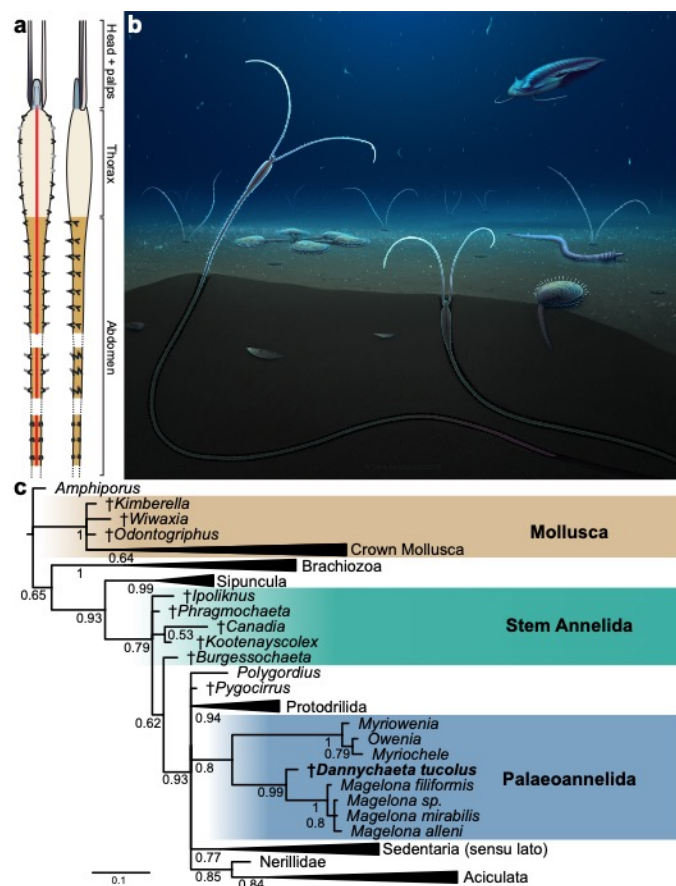 a
b
Head + palps
Thorax
Abdomen
c
Amphiporus
†Kimberella
†Wiwaxia
†Odontogriphus
Mollusca
1
Crown Mollusca
0.64
Brachiozoa
1
Sipuncula
0.99
0.65
†Ipoliknus
0.93
†Phragmochaeta
†Canadia
Stem Annelida
0.53
†Kootenayscolex
0.79
†Burgessochaeta
Polygordius
†Pygocirrus
0.62
Protodrilida
0.94
Myriowenia
1
Owenia
0.79
Myriochele
0.8
0.93
†Dannychaeta tucolus
Palaeoannelida
0.99
Magelona filiformis
1
Magelona sp.
0.8
Magelona mirabilis
Magelona alleni
Sedentaria (sensu lato)
0.77
Nerillidae
0.85
0.84
Aciculata
0.1